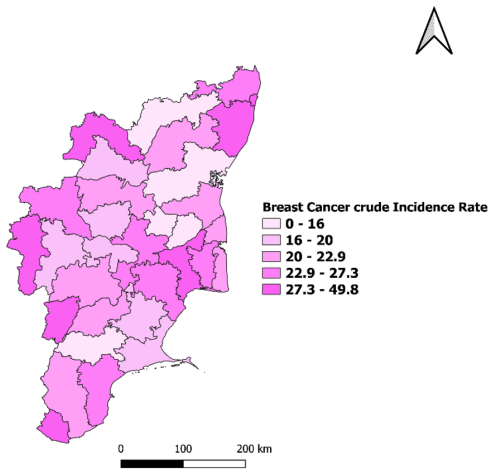 Breast Cancer crude Incidence Rate
0 - 16
16 - 20
20 - 22.9
22.9 - 27.3
27.3 - 49.8
0 100 200 km